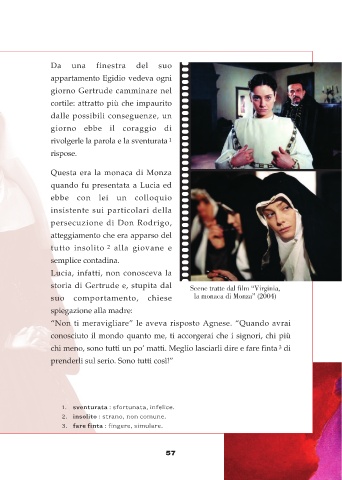 Da una finestra del suo
appartamento Egidio vedeva ogni
giorno Gertrude camminare nel
cortile: attratto più che impaurito
dalle possibili conseguenze, un
giorno ebbe il coraggio di
rivolgerle la parola e la sventurata 1
rispose.
Questa era la monaca di Monza
quando fu presentata a Lucia ed
ebbe con lei un colloquio
insistente sui particolari della
persecuzione di Don Rodrigo,
atteggiamento che era apparso del
tutto insolito 2 alla giovane e
semplice contadina.
Lucia, infatti, non conosceva la
storia di Gertrude e, stupita dal
suo comportamento, chiese
spiegazione alla madre:
Scene tratte dal film "Virginia,
la monaca di Monza" (2004)
"Non ti meravigliare" le aveva risposto Agnese. "Quando avrai
conosciuto il mondo quanto me, ti accorgerai che i signori, chi più
chi meno, sono tutti un po' matti. Meglio lasciarli dire e fare finta 3 di
prenderli sul serio. Sono tutti così!"
1. sventurata : sfortunata, infelice.
2. insolito : strano, non comune.
3. fare finta : fingere, simulare.
57